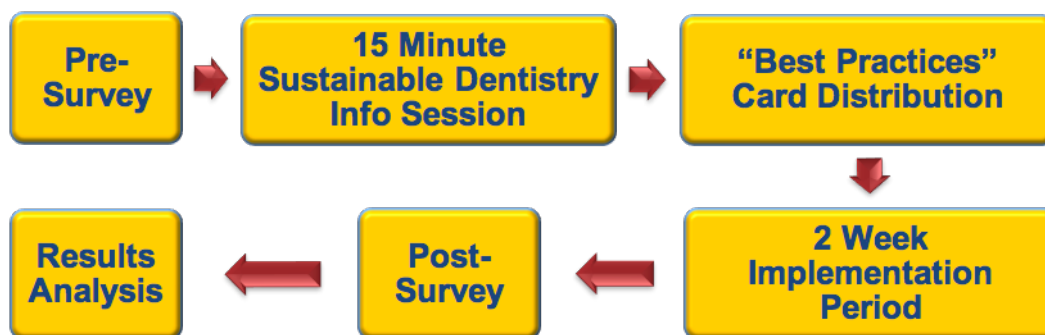 Pre-
Survey
15 Minute
Sustainable Dentistry
Info Session
“Best Practices”
Card Distribution
2 Week
Implementation
Period
Post-
Survey
Results
Analysis